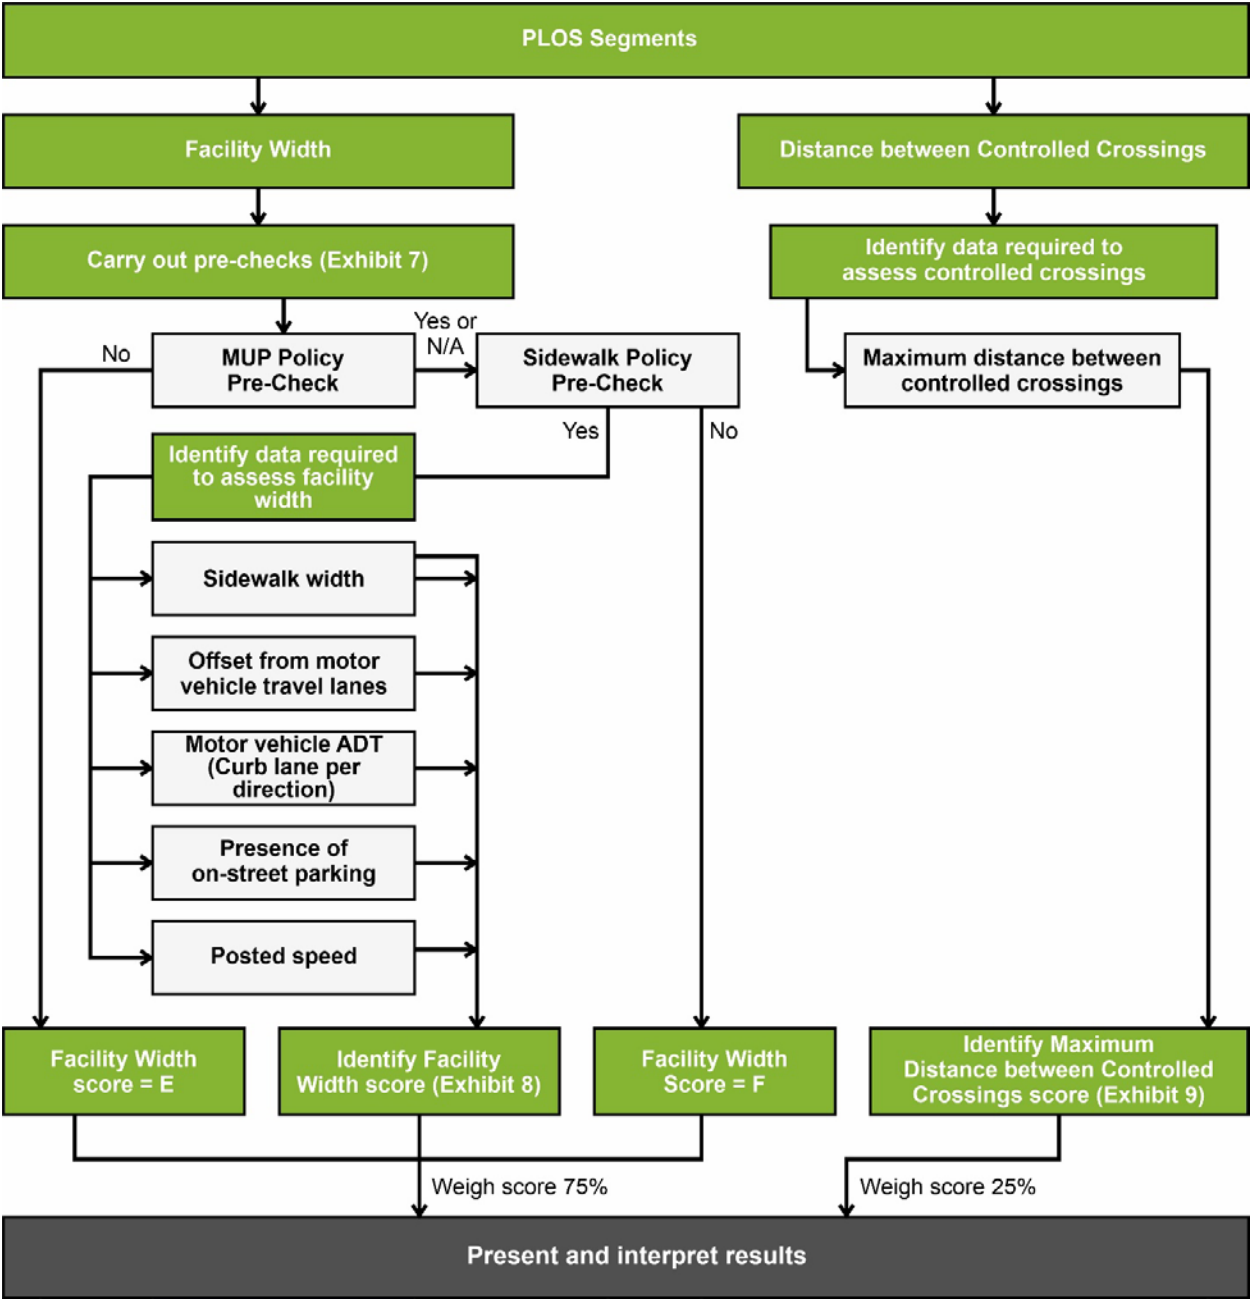 PLOS Segments
Facility Width
Distance between Controlled Crossings
Carry out pre-checks (Exhibit 7)
Identify data required to
assess controlled crossings
No
MUP Policy
Pre-Check
Yes or
N/A
Sidewalk Policy
Pre-Check
Maximum distance between
controlled crossings
Yes
No
Identify data required
to assess facility
width
Sidewalk width
Offset from motor
vehicle travel lanes
Motor vehicle ADT
(Curb lane per
direction)
Presence of
on-street parking
Posted speed
Facility Width
score = E
Identify Facility
Width score (Exhibit 8)
Facility Width
Score = F
Identify Maximum
Distance between Controlled
Crossings score (Exhibit 9)
Weigh score 75%
Weigh score 25%
Present and interpret results